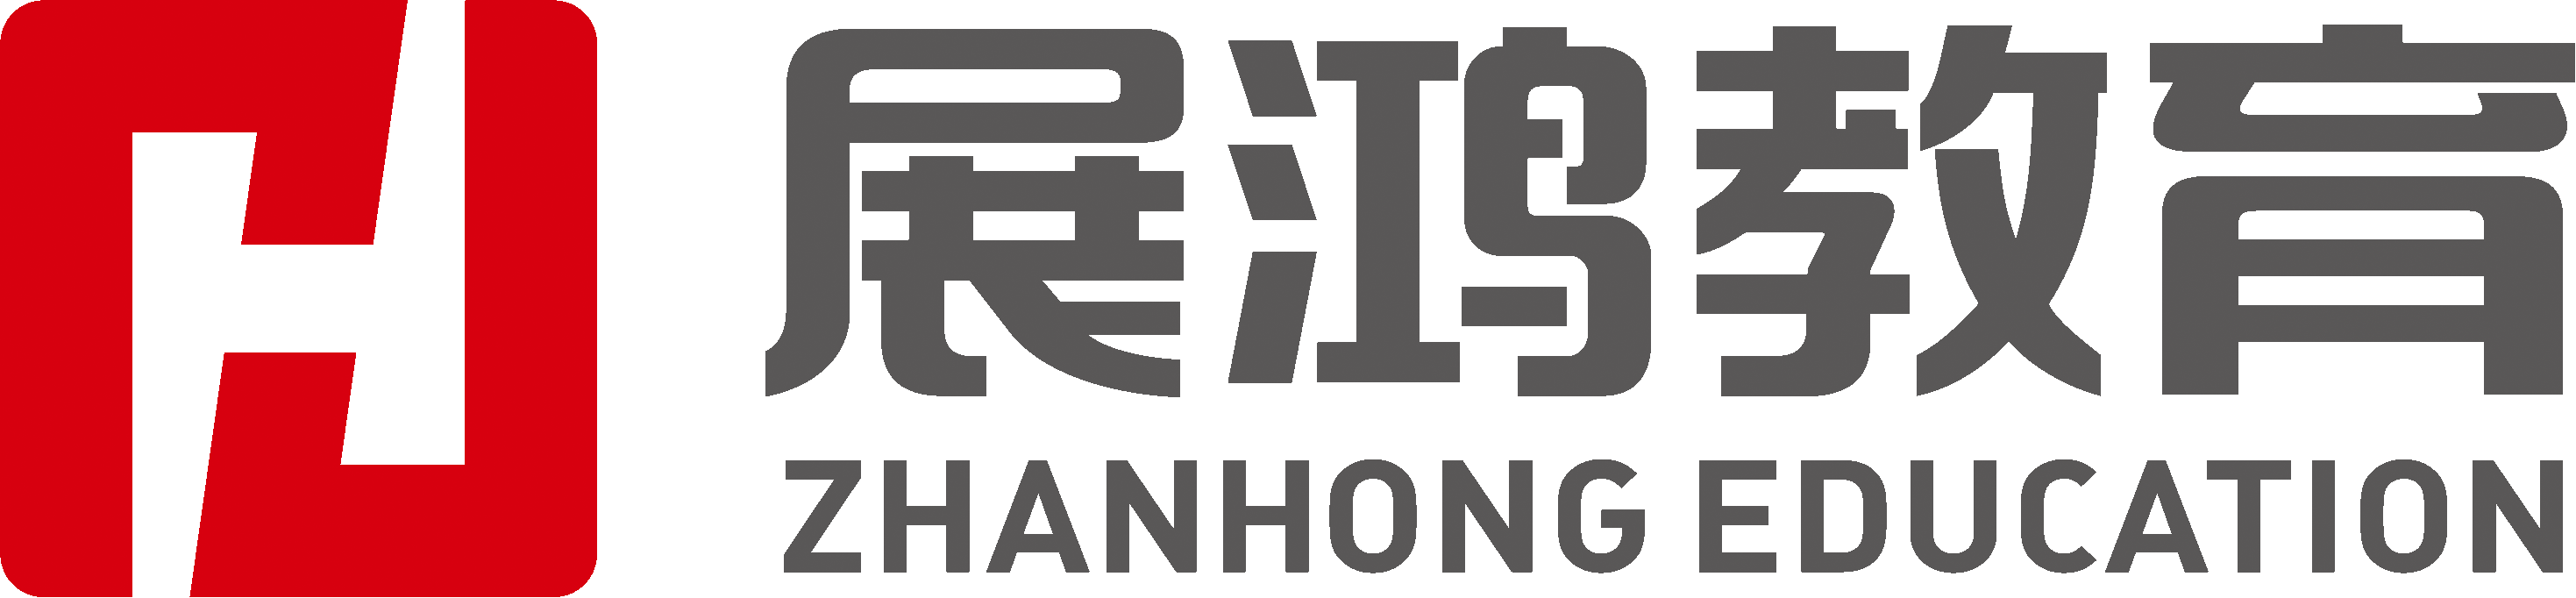 展鸿教育
ZHANHONG EDUCATION